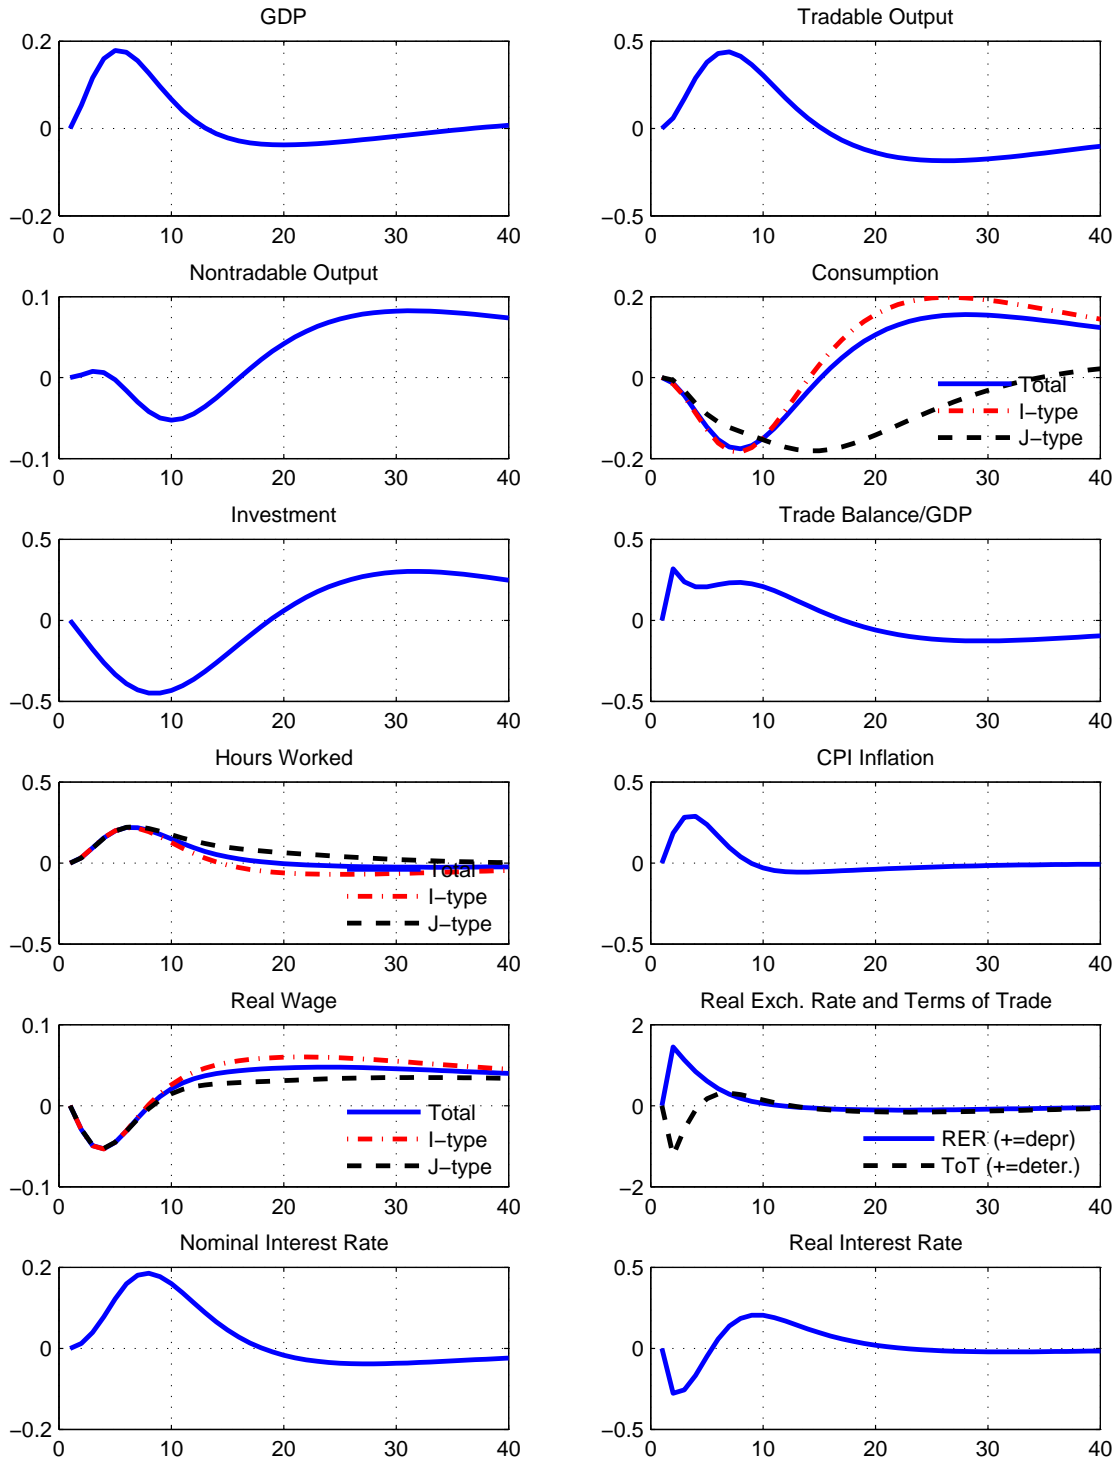 GDP
0.2
0
−0.2
0 10 20 30 40
Tradable Output
0.5
0
−0.5
0 10 20 30 40
Nontradable Output
0.1
0
−0.1
0 10 20 30 40
Consumption
0.2
0
−0.2
0 10 20 30 40
Total
I−type
J−type
Investment
0.5
0
−0.5
0 10 20 30 40
Trade Balance/GDP
0.5
0
−0.5
0 10 20 30 40
Hours Worked
0.5
0
−0.5
0 10 20 30 40
Total
I−type
J−type
CPI Inflation
0.5
0
−0.5
0 10 20 30 40
Real Wage
0.1
0
−0.1
0 10 20 30 40
Total
I−type
J−type
Real Exch. Rate and Terms of Trade
2
0
−2
0 10 20 30 40
RER (+=depr)
ToT (+=deter.)
Nominal Interest Rate
0.2
0
−0.2
0 10 20 30 40
Real Interest Rate
0.5
0
−0.5
0 10 20 30 40